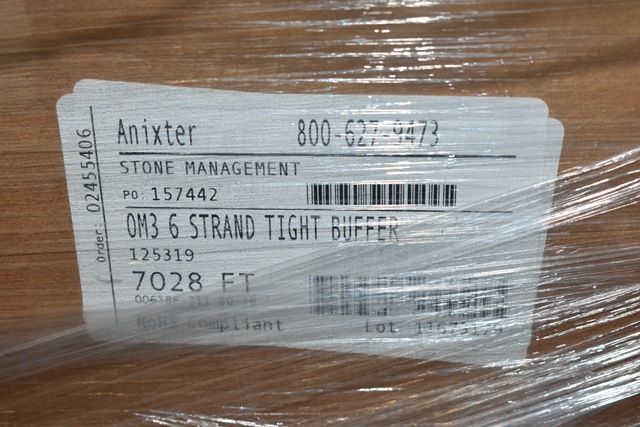 Order: 02455406
Anixter 800-627-9473
STONE MANAGEMENT
PO: 157442
OM3 6 STRAND TIGHT BUFFER
125319
7028 FT
RoHS compliant Lot